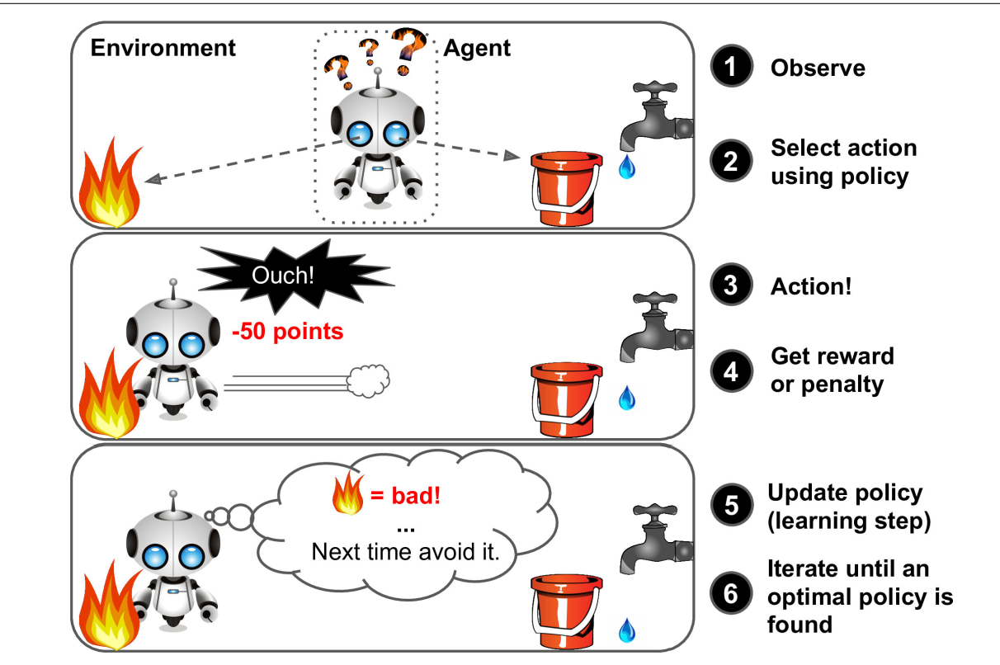 Environment
Agent
1 Observe
2 Select action
using policy
Ouch!
-50 points
3 Action!
4 Get reward
or penalty
= bad!
...
Next time avoid it.
5 Update policy
(learning step)
6 Iterate until an
optimal policy is
found